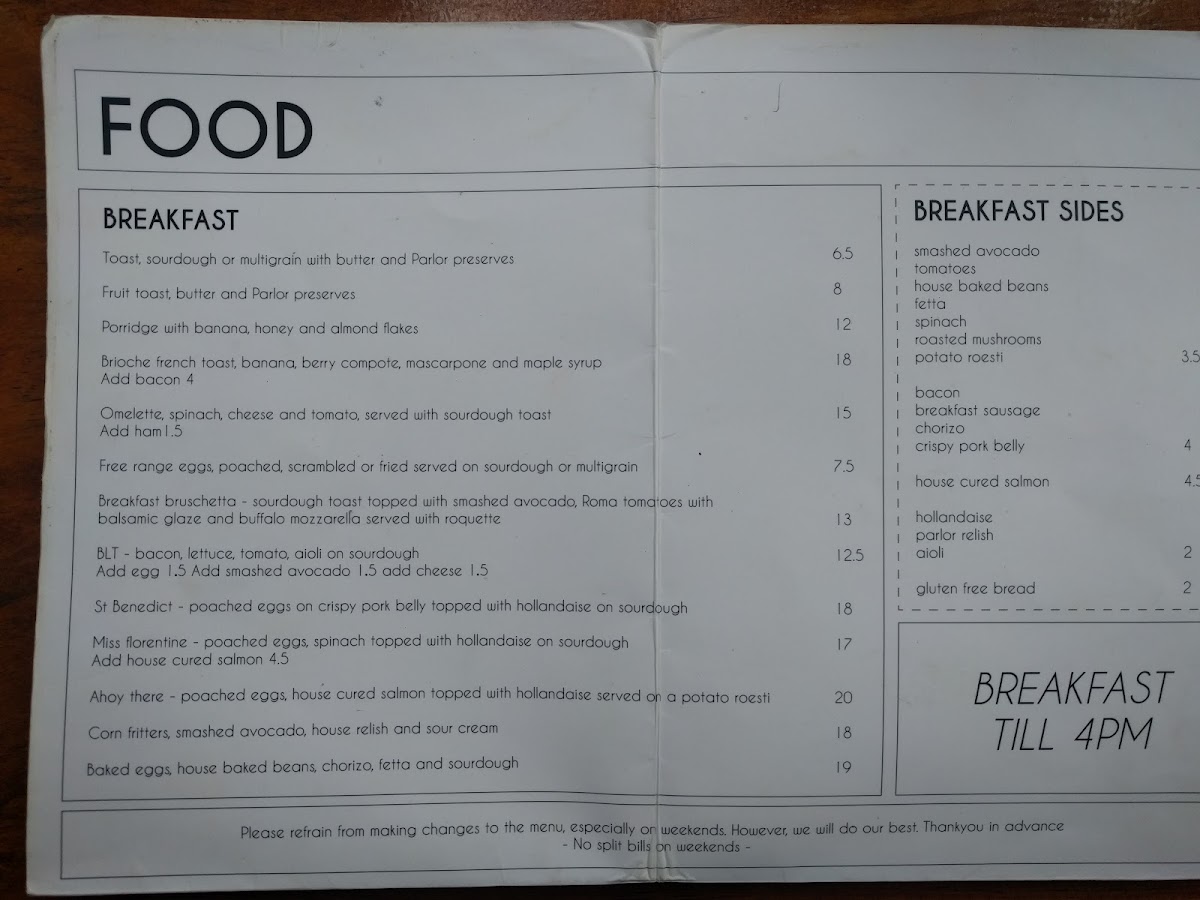 FOOD
BREAKFAST
Toast, sourdough or multigrain with butter and Parlor preserves 6.5
Fruit toast, butter and Parlor preserves 8
Porridge with banana, honey and almond flakes 12
Brioche french toast, banana, berry compote, mascarpone and maple syrup 18
Add bacon 4
Omelette, spinach, cheese and tomato, served with sourdough toast 15
Add ham 1.5
Free range eggs, poached, scrambled or fried served on sourdough or multigrain 7.5
Breakfast bruschetta - sourdough toast topped with smashed avocado, Roma tomatoes with
balsamic glaze and buffalo mozzarella served with roquette 13
BLT - bacon, lettuce, tomato, aioli on sourdough 12.5
Add egg 1.5 Add smashed avocado 1.5 add cheese 1.5
St Benedict - poached eggs on crispy pork belly topped with hollandaise on sourdough 18
Miss florentine - poached eggs, spinach topped with hollandaise on sourdough 17
Add house cured salmon 4.5
Ahoy there - poached eggs, house cured salmon topped with hollandaise served on a potato roesti 20
Corn fritters, smashed avocado, house relish and sour cream 18
Baked eggs, house baked beans, chorizo, fetta and sourdough 19
BREAKFAST SIDES
smashed avocado
tomatoes
house baked beans
fetta
spinach
roasted mushrooms
potato roesti 3.5
bacon
breakfast sausage
chorizo
crispy pork belly 4
house cured salmon 4.5
hollandaise
parlor relish
aioli 2
gluten free bread 2
BREAKFAST
TILL 4PM
Please refrain from making changes to the menu, especially on weekends. However, we will do our best. Thankyou in advance
- No split bills on weekends -